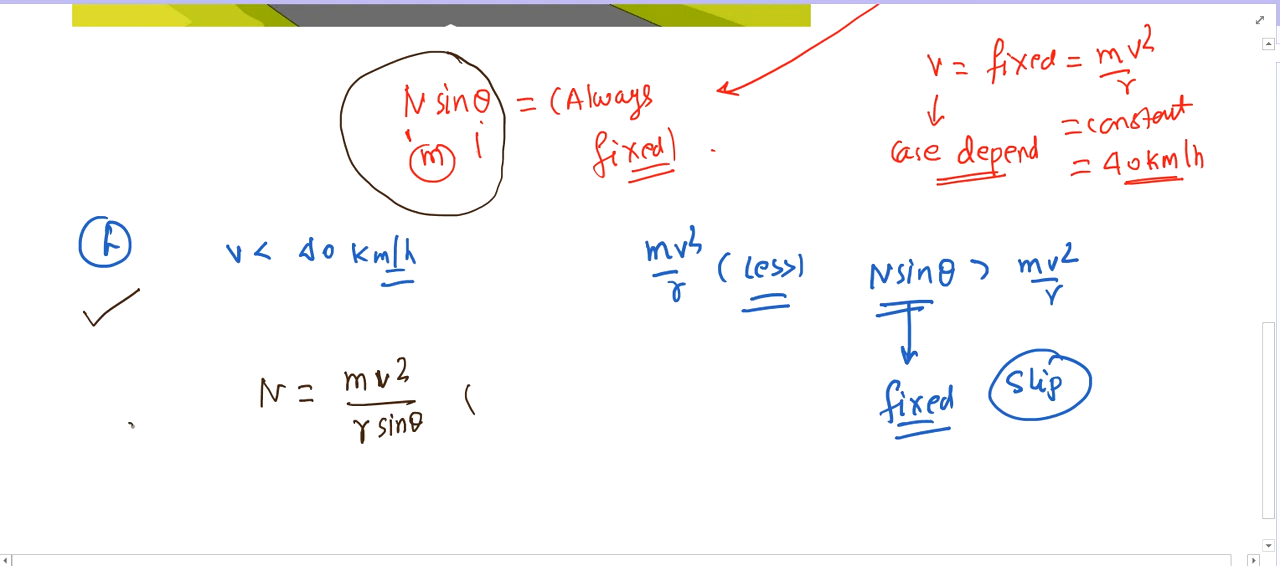 N sinθ = (Always fixed)
m
v = fixed = mv²/r
case depend = constant
= 40 km/h
v < 40 km/h
mv²/r (less)
N sinθ > mv²/r
fixed
slip
N = mv²/r sinθ (